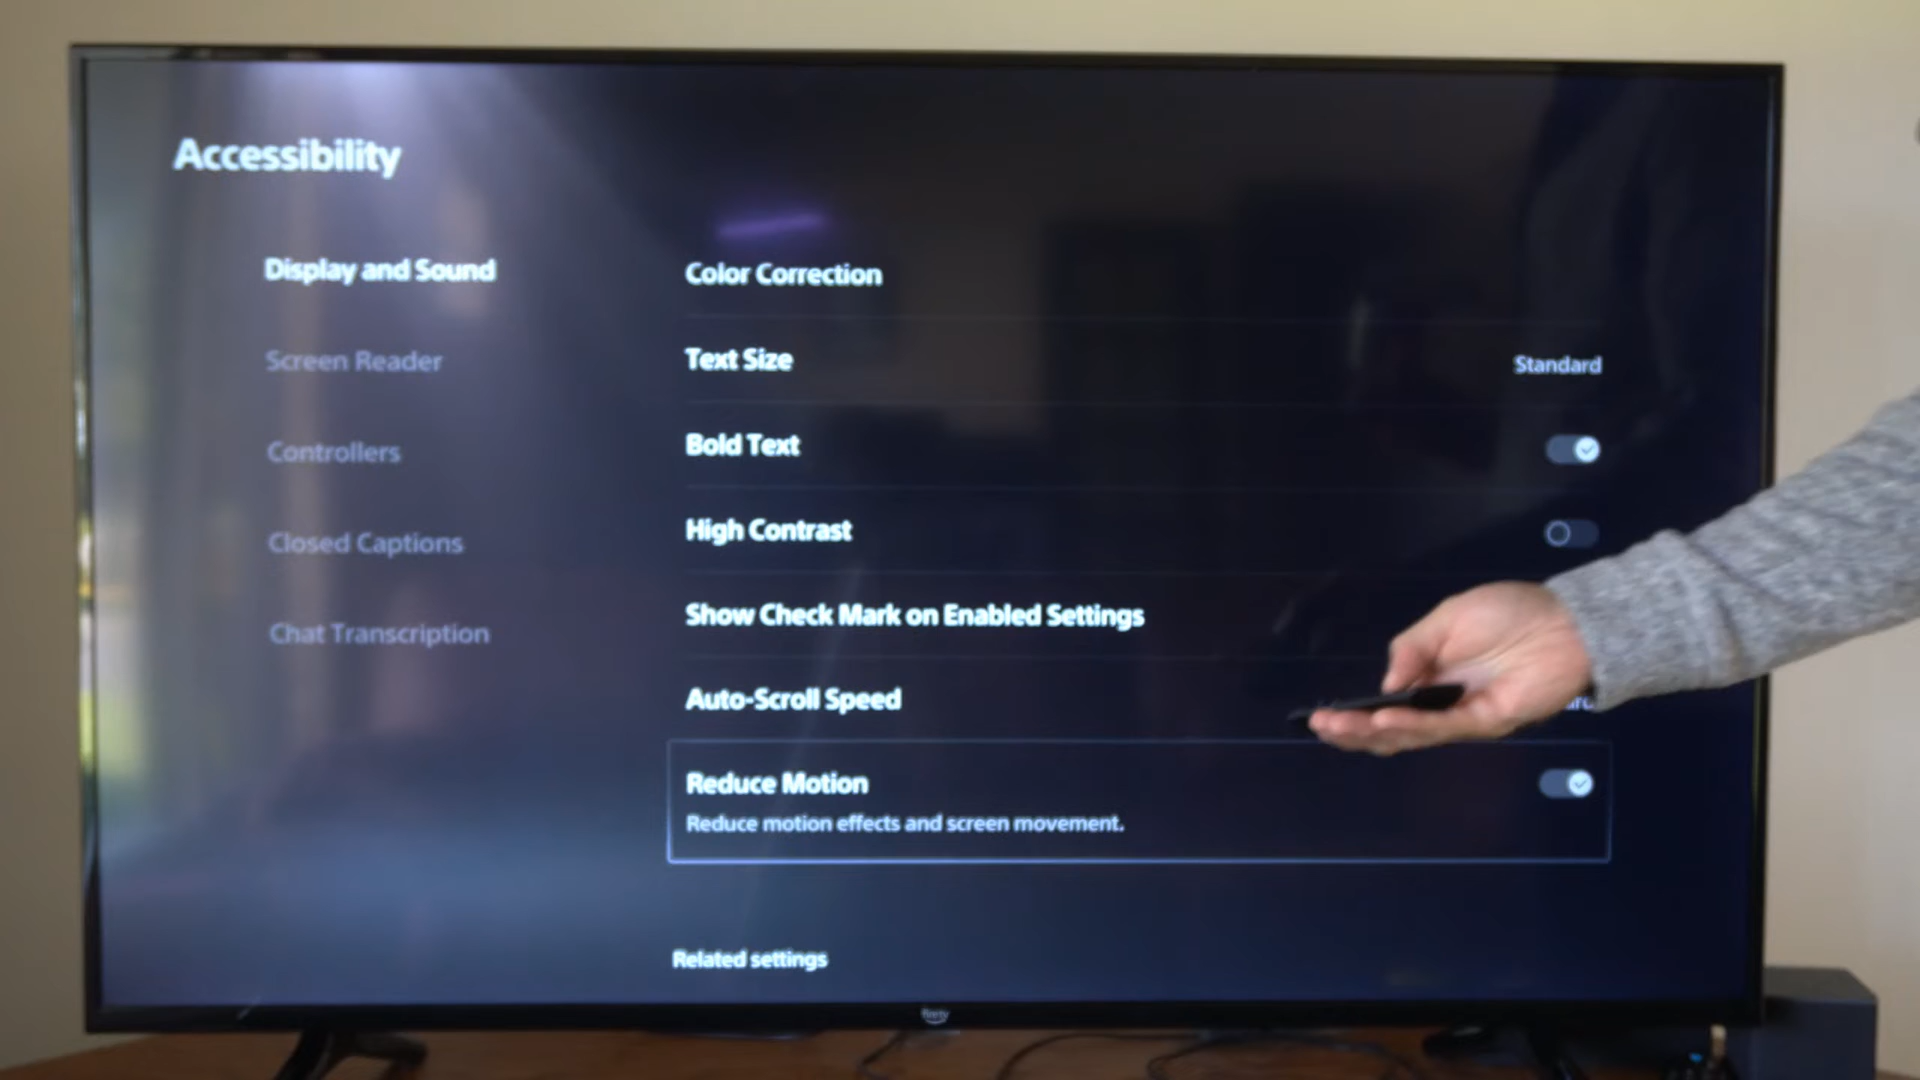 Accessibility
Display and Sound
Screen Reader
Controllers
Closed Captions
Chat Transcription
Color Correction
Text Size
Standard
Bold Text
High Contrast
Show Check Mark on Enabled Settings
Auto-Scroll Speed
Reduce Motion
Reduce motion effects and screen movement.
Related settings
firetv